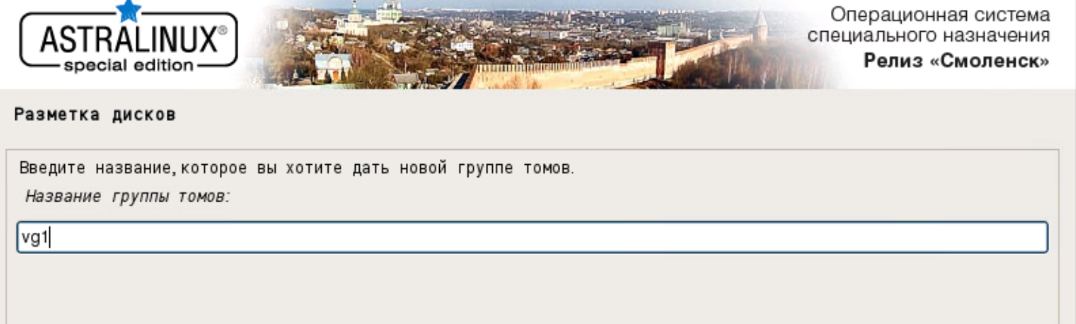 ASTRALINUX®
special edition
Операционная система
специального назначения
Релиз «Смоленск»
Разметка дисков
Введите название, которое вы хотите дать новой группе томов.
Название группы томов:
vg1